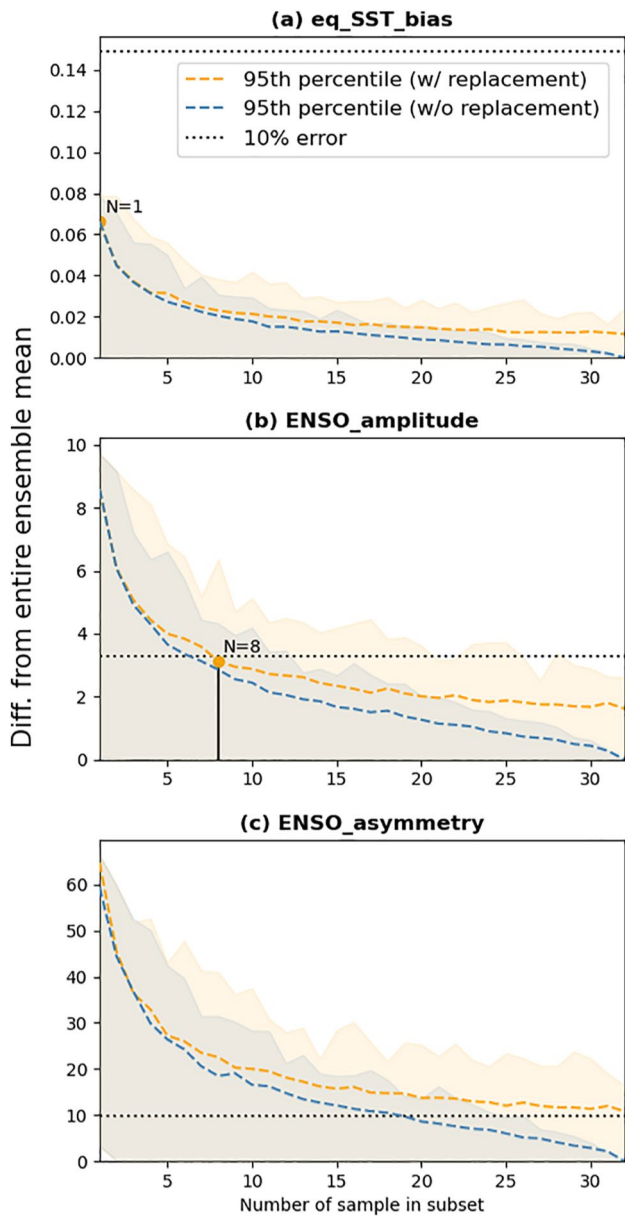 (a) eq_SST_bias
0.14
0.12
0.10
0.08
0.06
0.04
0.02
0.00
95th percentile (w/ replacement)
95th percentile (w/o replacement)
10% error
N=1
5 10 15 20 25 30
(b) ENSO_amplitude
10
8
6
4
2
0
N=8
5 10 15 20 25 30
Diff. from entire ensemble mean
(c) ENSO_asymmetry
60
50
40
30
20
10
0
5 10 15 20 25 30
Number of sample in subset